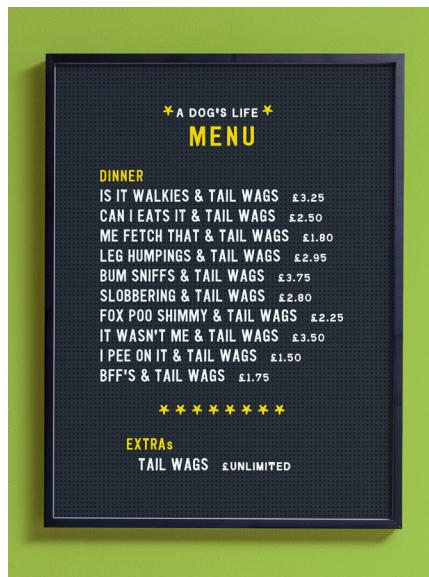 A DOG'S LIFE
MENU
DINNER
IS IT WALKIES & TAIL WAGS £3.25
CAN I EATS IT & TAIL WAGS £2.50
ME FETCH THAT & TAIL WAGS £1.80
LEG HUMPINGS & TAIL WAGS £2.95
BUM SNIFFS & TAIL WAGS £3.75
SLOBBERING & TAIL WAGS £2.80
FOX POO SHIMMY & TAIL WAGS £2.25
IT WASN'T ME & TAIL WAGS £3.50
I PEE ON IT & TAIL WAGS £1.50
BFF'S & TAIL WAGS £1.75
EXTRAs
TAIL WAGS £UNLIMITED